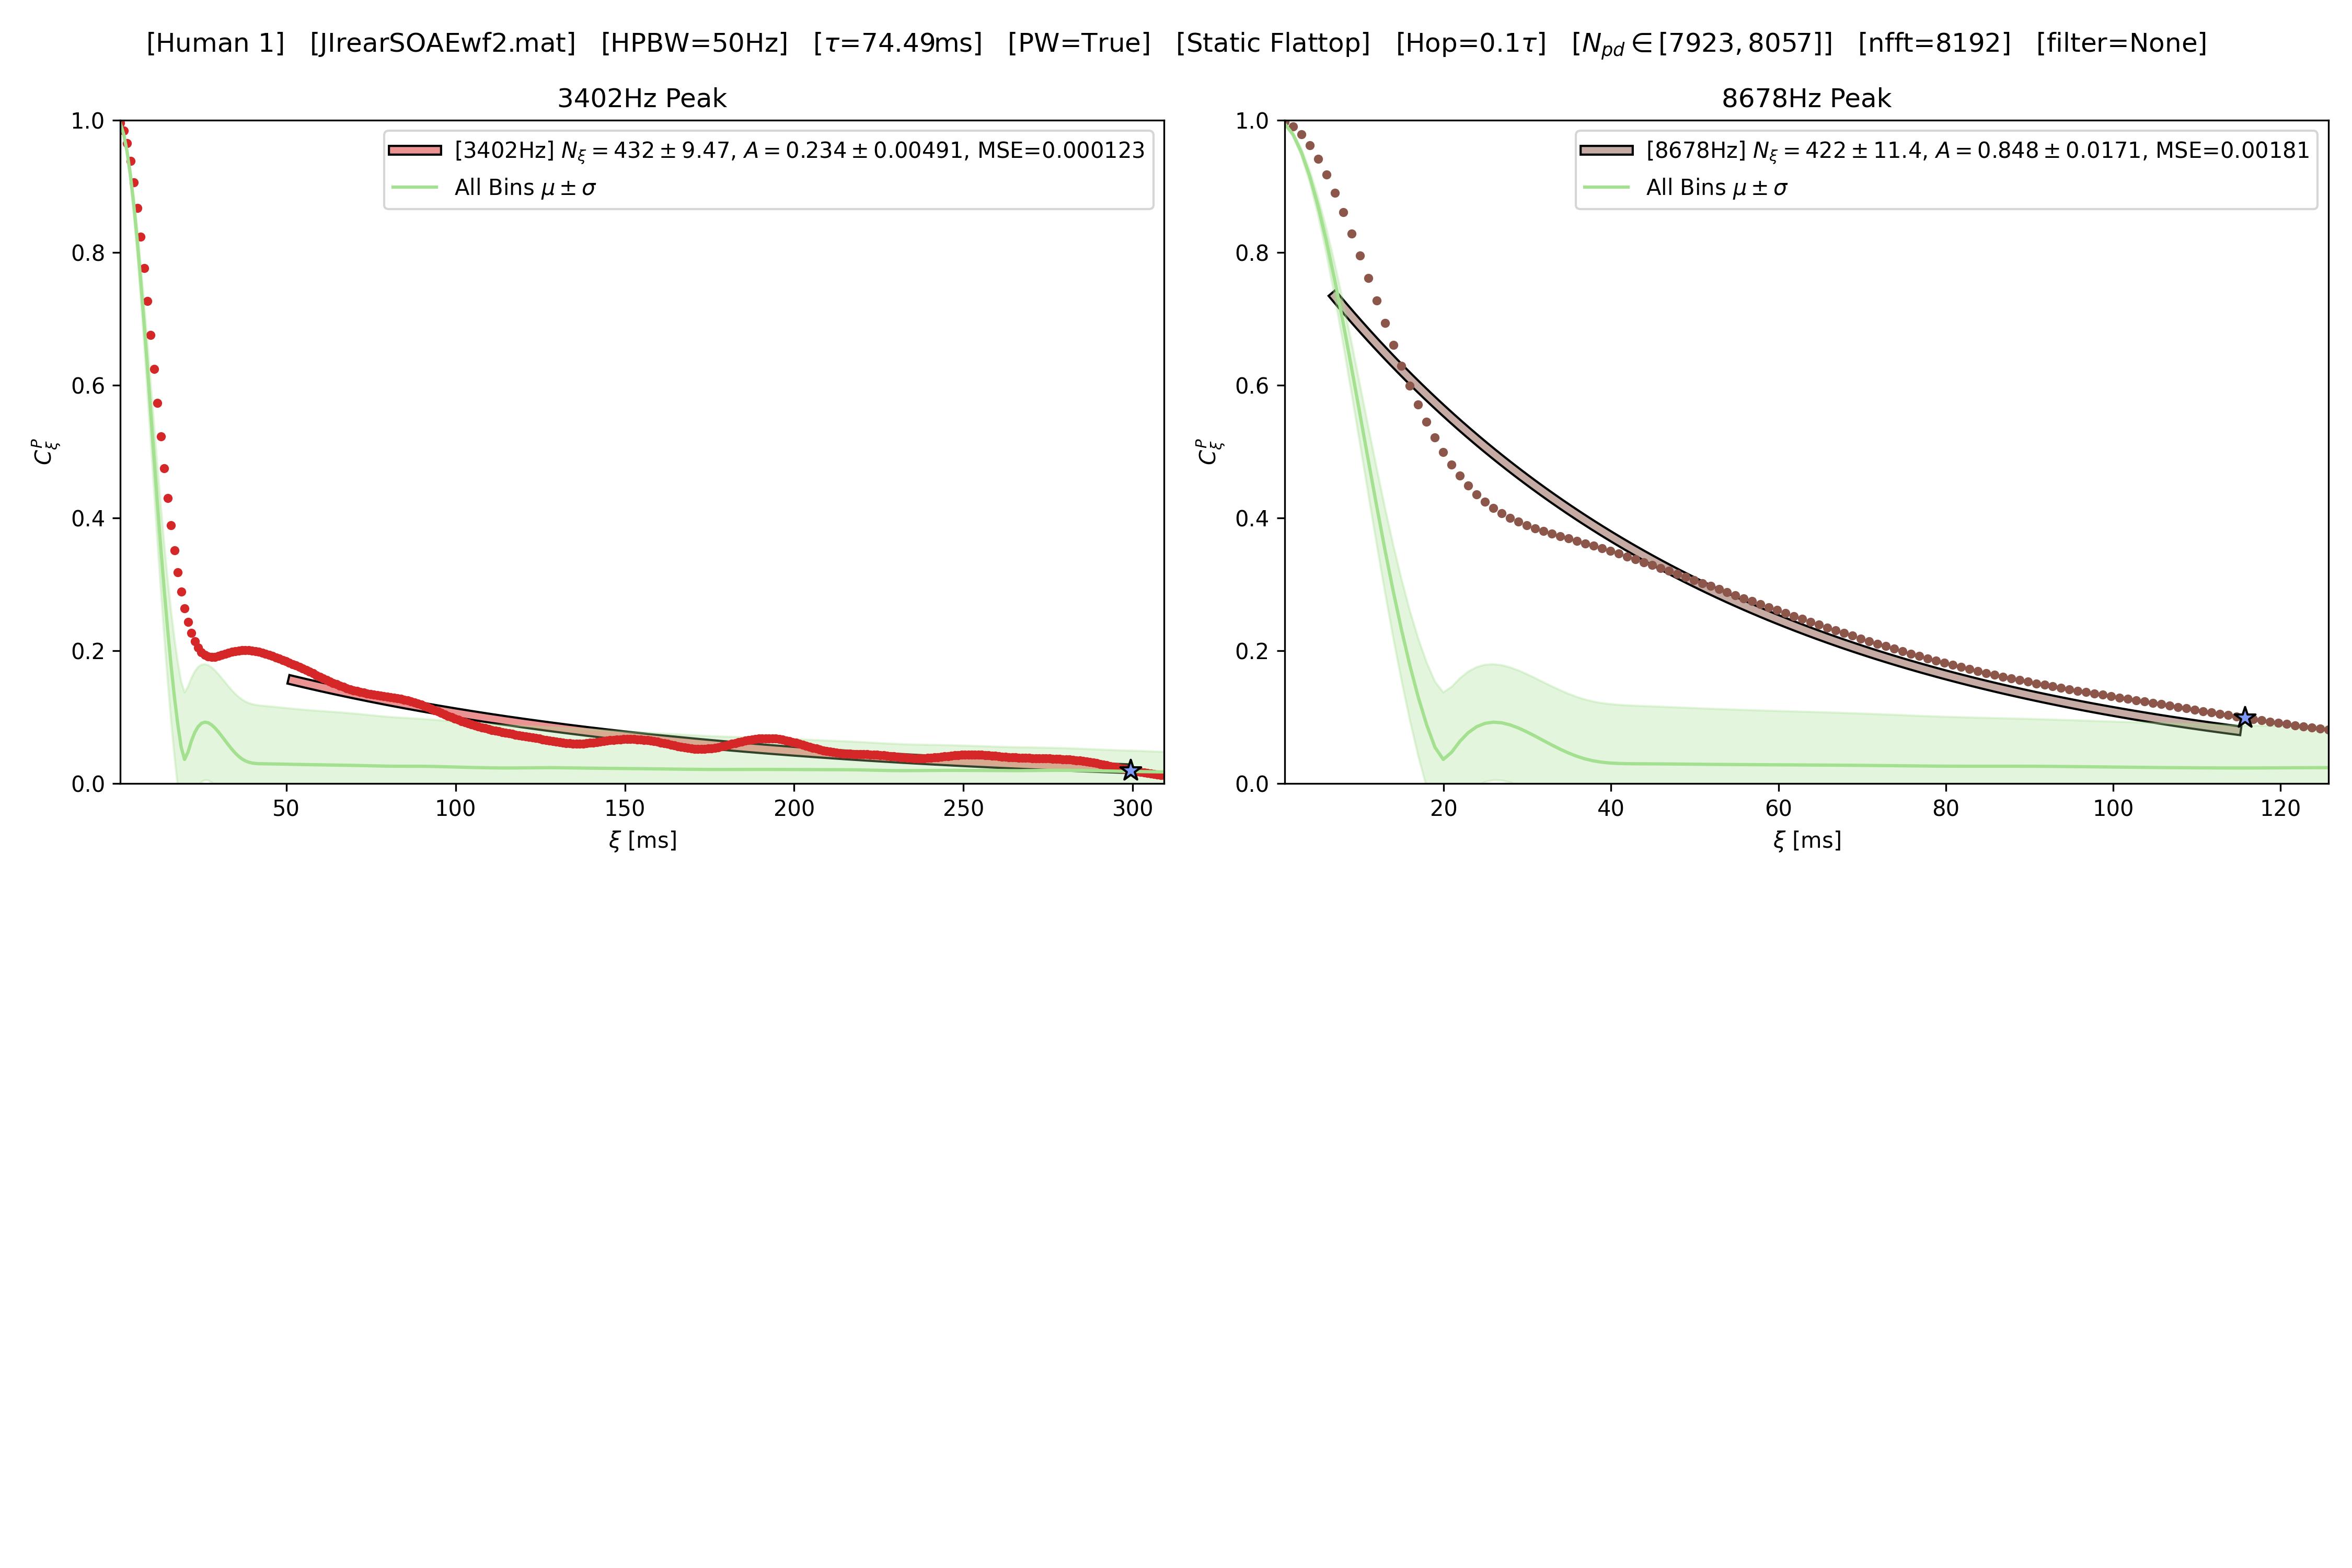 [Human 1] [JIrearSOAEwf2.mat] [HPBW=50Hz] [τ=74.49ms] [PW=True] [Static Flattop] [Hop=0.1τ] [N_pd ∈ [7923, 8057]] [nfft=8192] [filter=None]
3402Hz Peak
[3402Hz] N_ξ = 432 ± 9.47, A = 0.234 ± 0.00491, MSE=0.000123
All Bins μ ± σ
1.0
0.8
0.6
0.4
0.2
0.0
C_ξ^P
50 100 150 200 250 300
ξ [ms]
8678Hz Peak
[8678Hz] N_ξ = 422 ± 11.4, A = 0.848 ± 0.0171, MSE=0.00181
All Bins μ ± σ
1.0
0.8
0.6
0.4
0.2
0.0
C_ξ^P
20 40 60 80 100 120
ξ [ms]